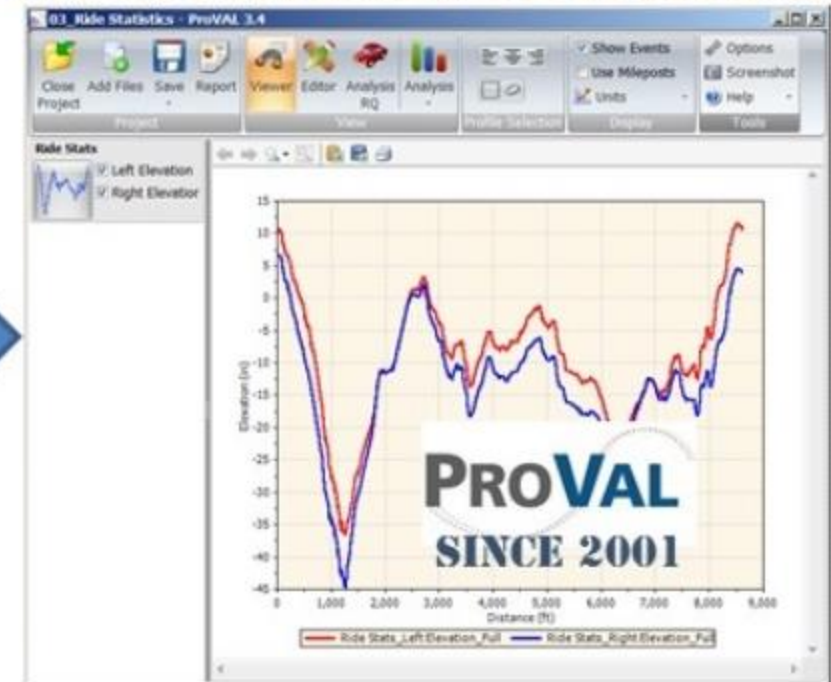 03_Ride Statistics - ProVAL 3.4
Close Project
Add Files
Save
Report
Project
Viewer
Editor
Analysis RQ
Analysis
View
Profile Selection
Show Events
Use Mileposts
Units
Display
Options
Screenshot
Help
Tools
Ride Stats
Left Elevation
Right Elevation
15
10
5
0
-5
-10
-15
-20
-25
-30
-35
-40
-45
Elevation (in)
0 1,000 2,000 3,000 4,000 5,000 6,000 7,000 8,000 9,000
Distance (ft)
Ride Stats_LeftElevation_Full Ride Stats_RightElevation_Full
PROVAL
SINCE 2001